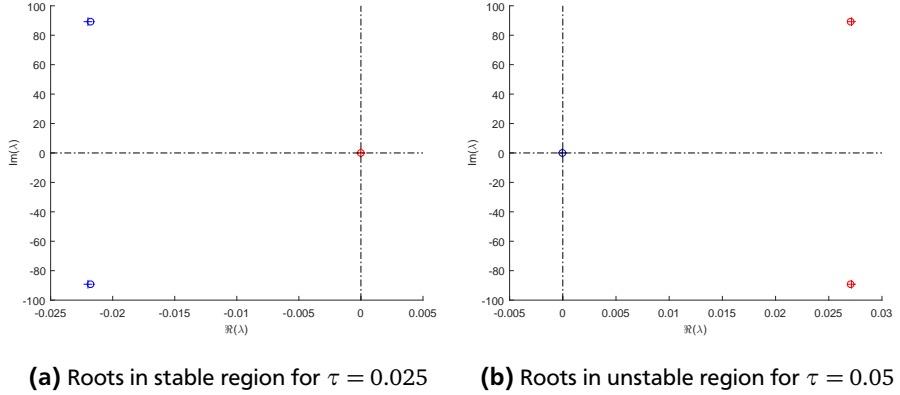 100
80
60
40
20
0
-20
-40
-60
-80
-100
Im(λ)
-0.025 -0.02 -0.015 -0.01 -0.005 0 0.005
ℜ(λ)
(a) Roots in stable region for τ = 0.025
100
80
60
40
20
0
-20
-40
-60
-80
-100
Im(λ)
-0.005 0 0.005 0.01 0.015 0.02 0.025 0.03
ℜ(λ)
(b) Roots in unstable region for τ = 0.05